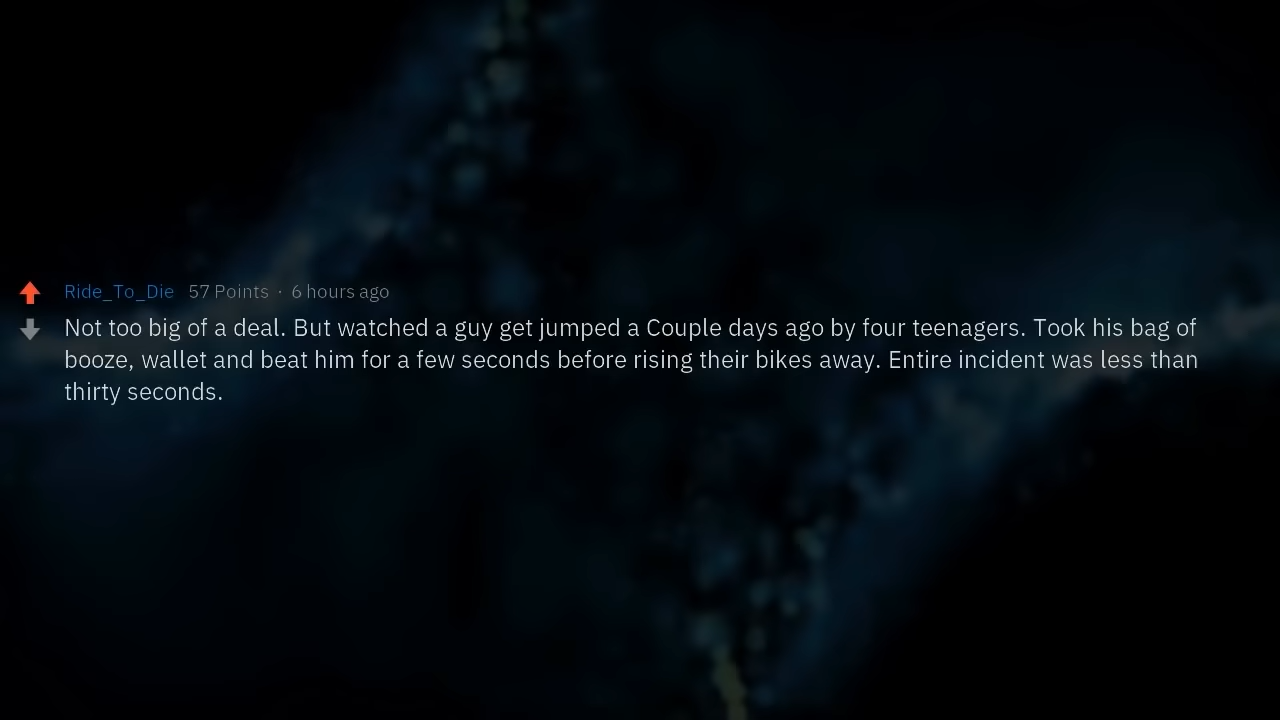 Ride_To_Die 57 Points · 6 hours ago
Not too big of a deal. But watched a guy get jumped a Couple days ago by four teenagers. Took his bag of
booze, wallet and beat him for a few seconds before rising their bikes away. Entire incident was less than
thirty seconds.